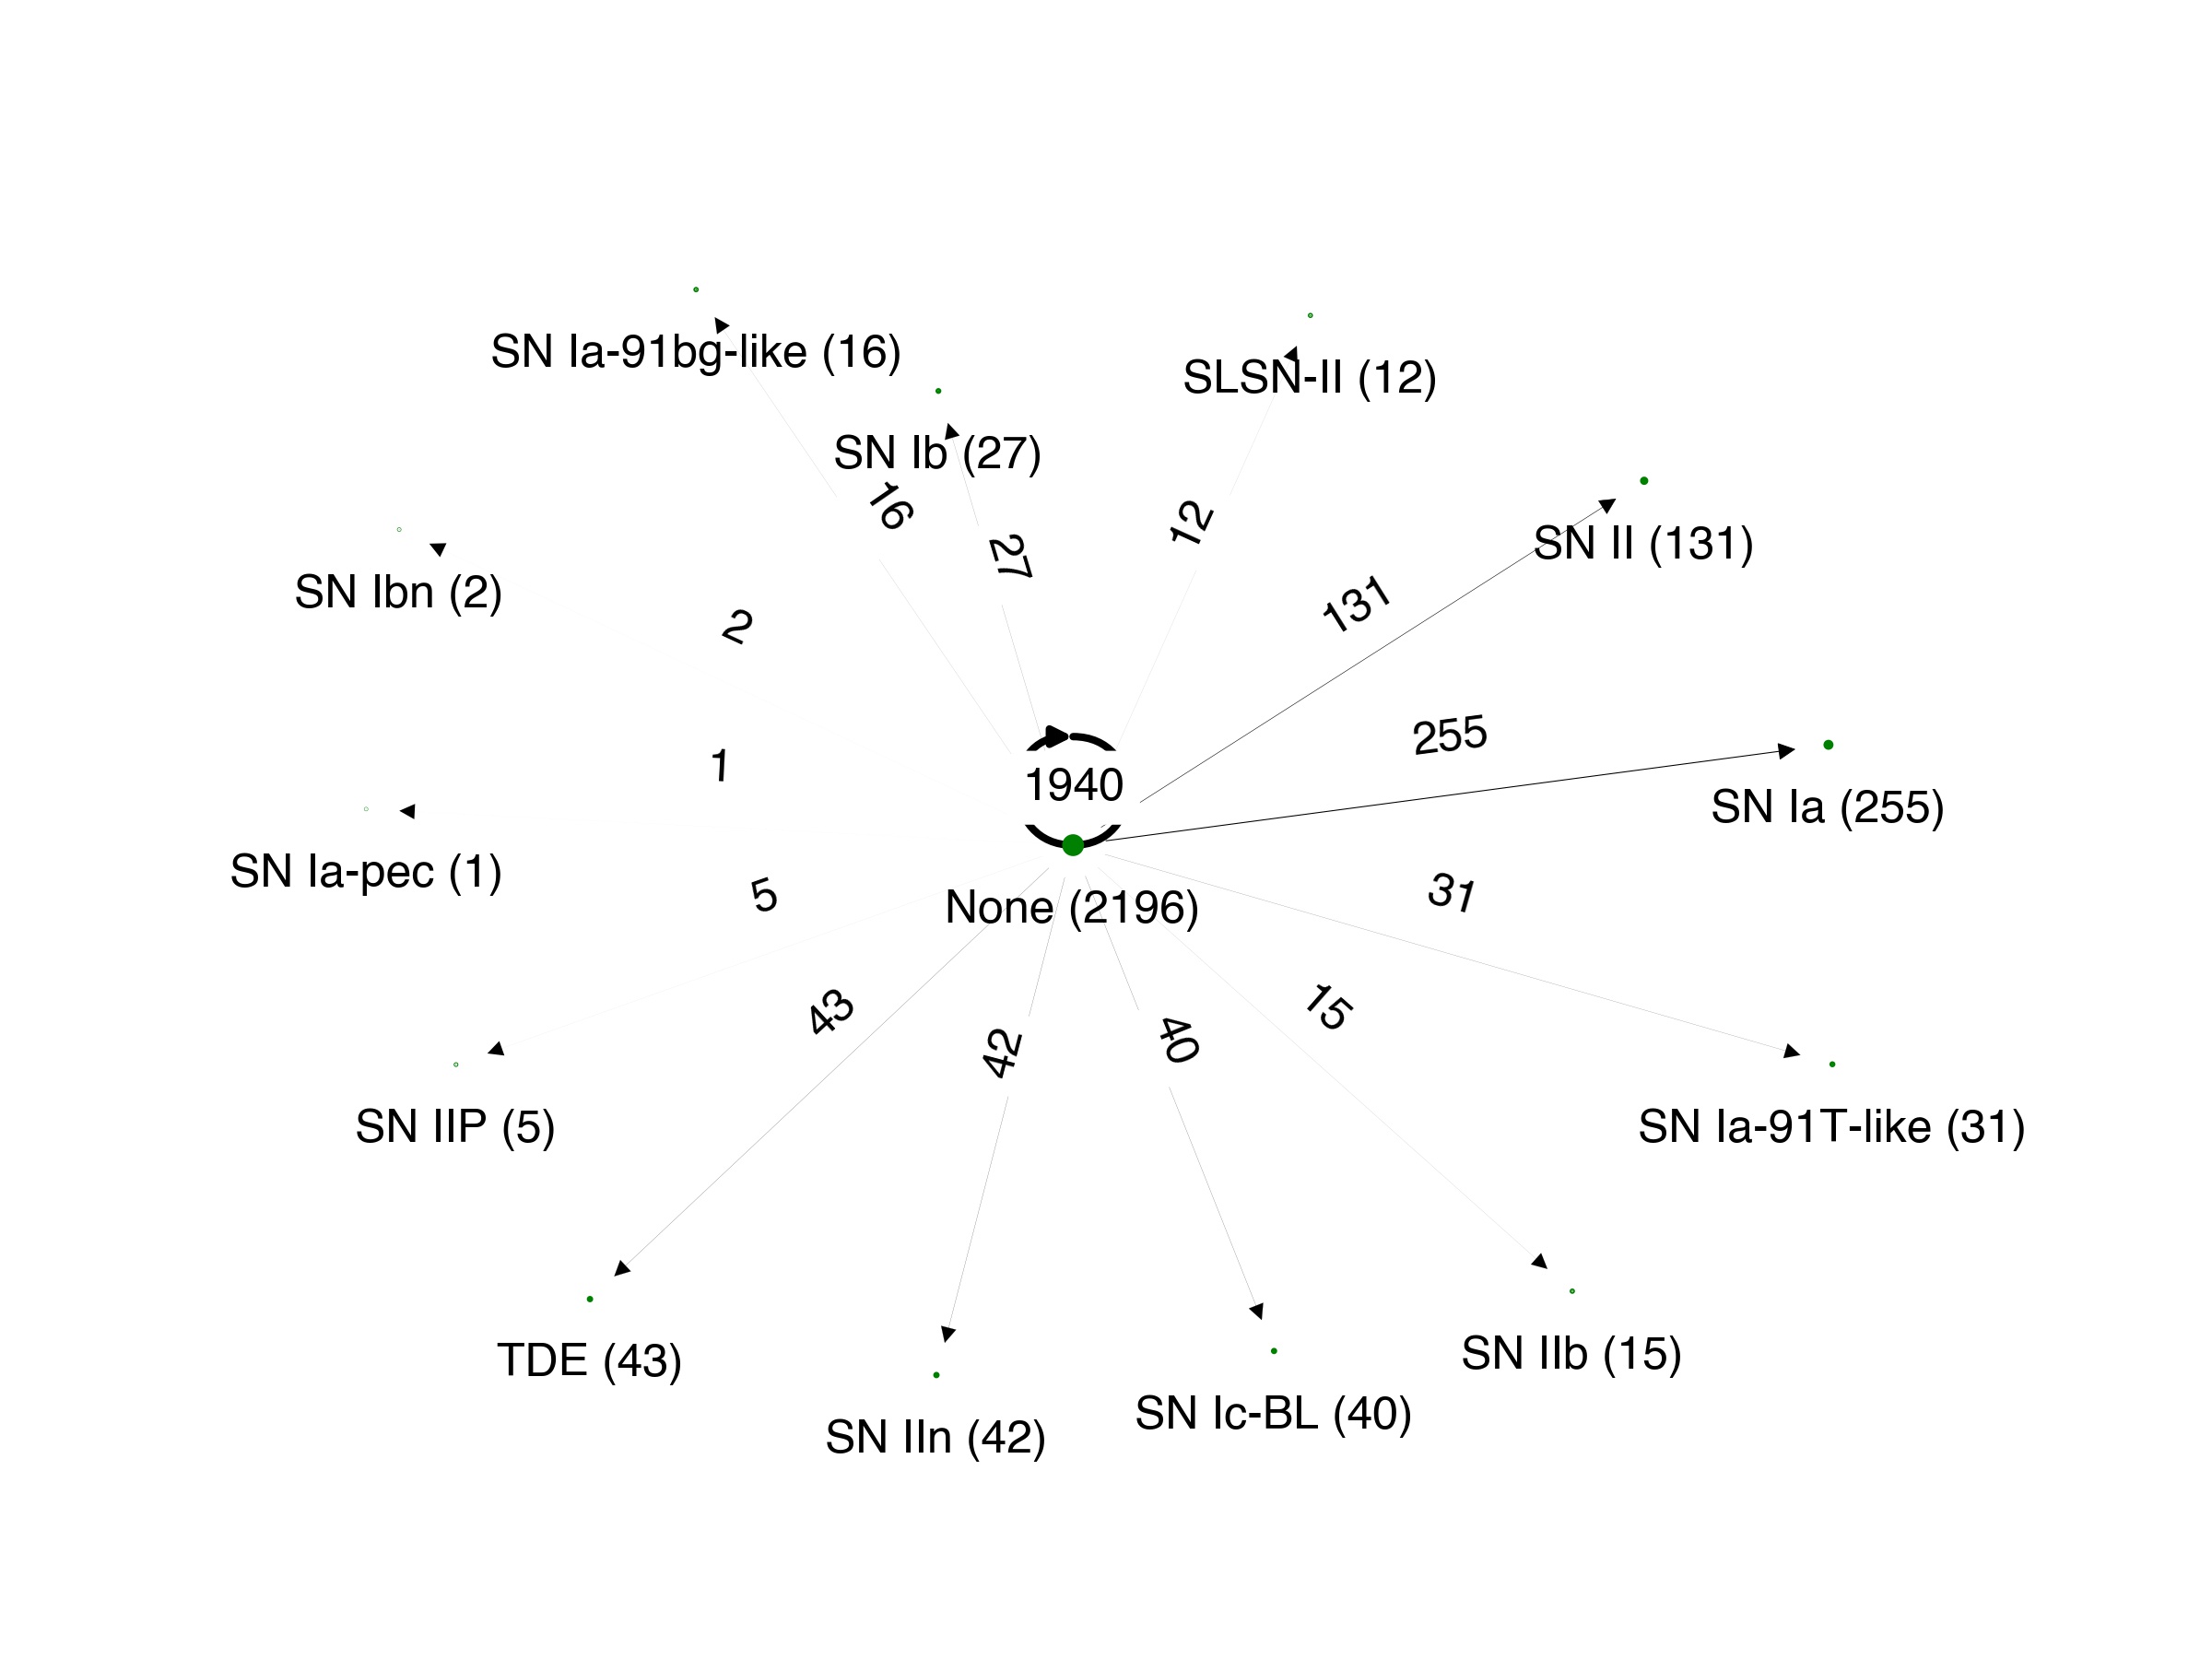 SN Ia-91bg-like (16)
SLSN-II (12)
SN Ib (27)
16
12
27
SN II (131)
SN Ibn (2)
131
2
255
1
1940
SN Ia (255)
SN Ia-pec (1)
5
31
None (2196)
43
42
40
15
SN IIP (5)
SN Ia-91T-like (31)
TDE (43)
SN IIb (15)
SN Ic-BL (40)
SN IIn (42)